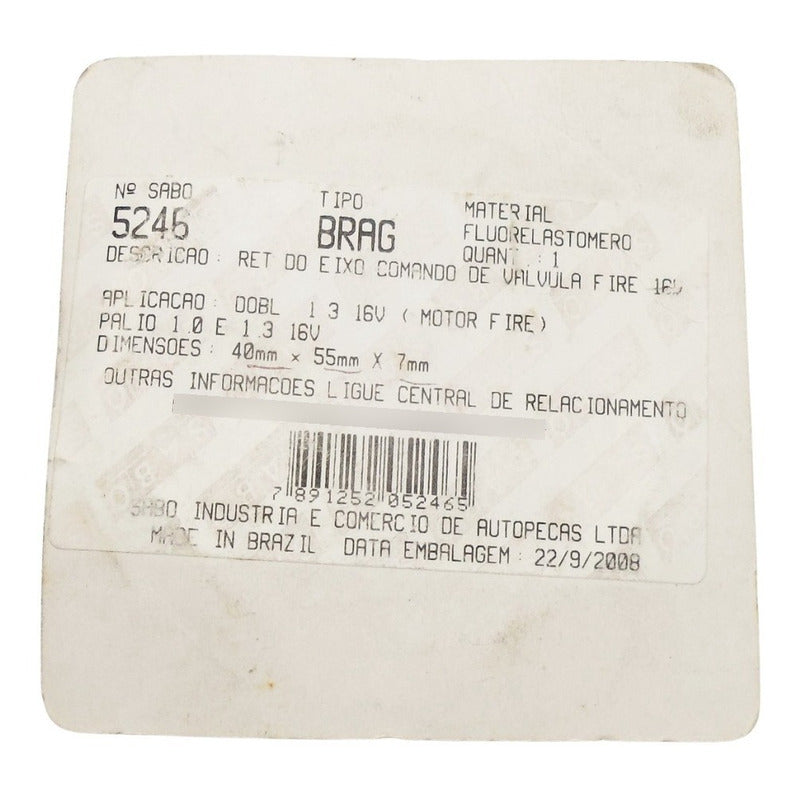 Nº SABO TIPO MATERIAL
5246 BRAG FLUORELASTOMERO
QUANT.: 1
DESCRICAO: RET DO EIXO COMANDO DE VALVULA FIRE 16V
APLICACAO: DOBL 1 3 16V ( MOTOR FIRE)
PALIO 1.0 E 1.3 16V
DIMENSOES: 40mm x 55mm X 7mm
OUTRAS INFORMACOES LIGUE CENTRAL DE RELACIONAMENTO
7 891252 052465
SABO INDUSTRIA E COMERCIO DE AUTOPECAS LTDA
MADE IN BRAZIL DATA EMBALAGEM: 22/9/2008